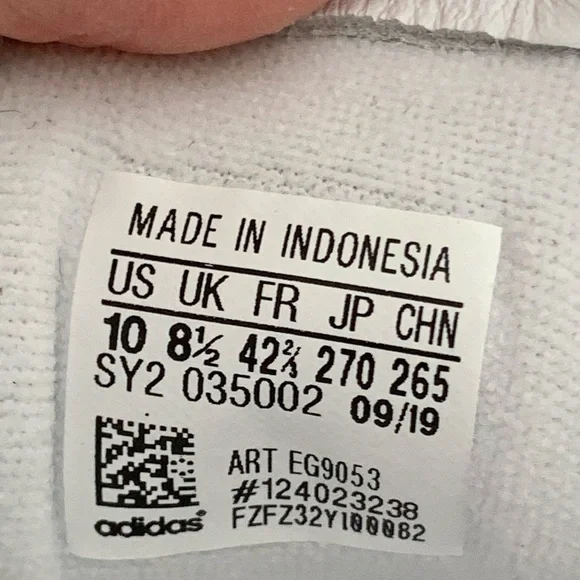 MADE IN INDONESIA
US UK FR JP CHN
10 8½ 42⅔ 270 265
SY2 035002 09/19
ART EG9053
#124023238
FZFZ32Y100082
adidas